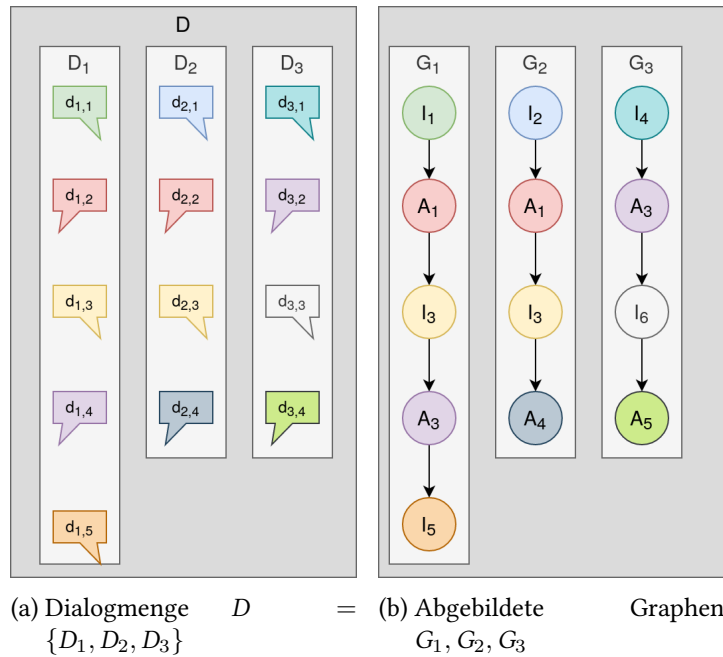 D
D₁ D₂ D₃
d₁,₁ d₂,₁ d₃,₁
d₁,₂ d₂,₂ d₃,₂
d₁,₃ d₂,₃ d₃,₃
d₁,₄ d₂,₄ d₃,₄
d₁,₅
G₁ G₂ G₃
I₁ I₂ I₄
A₁ A₁ A₃
I₃ I₃ I₆
A₃ A₄ A₅
I₅
(a) Dialogmenge D =
{D₁, D₂, D₃}
(b) Abgebildete Graphen
G₁, G₂, G₃